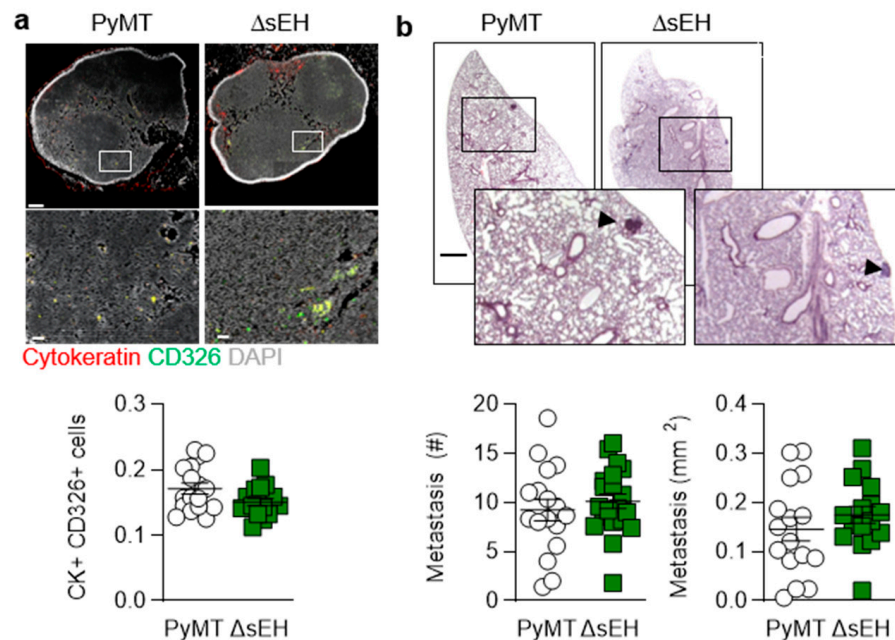 a
PyMT ΔsEH
Cytokeratin CD326 DAPI
CK+ CD326+ cells
0.3
0.2
0.1
0.0
PyMT ΔsEH
b
PyMT ΔsEH
Metastasis (#)
20
15
10
5
0
PyMT ΔsEH
Metastasis (mm²)
0.4
0.3
0.2
0.1
0.0
PyMT ΔsEH